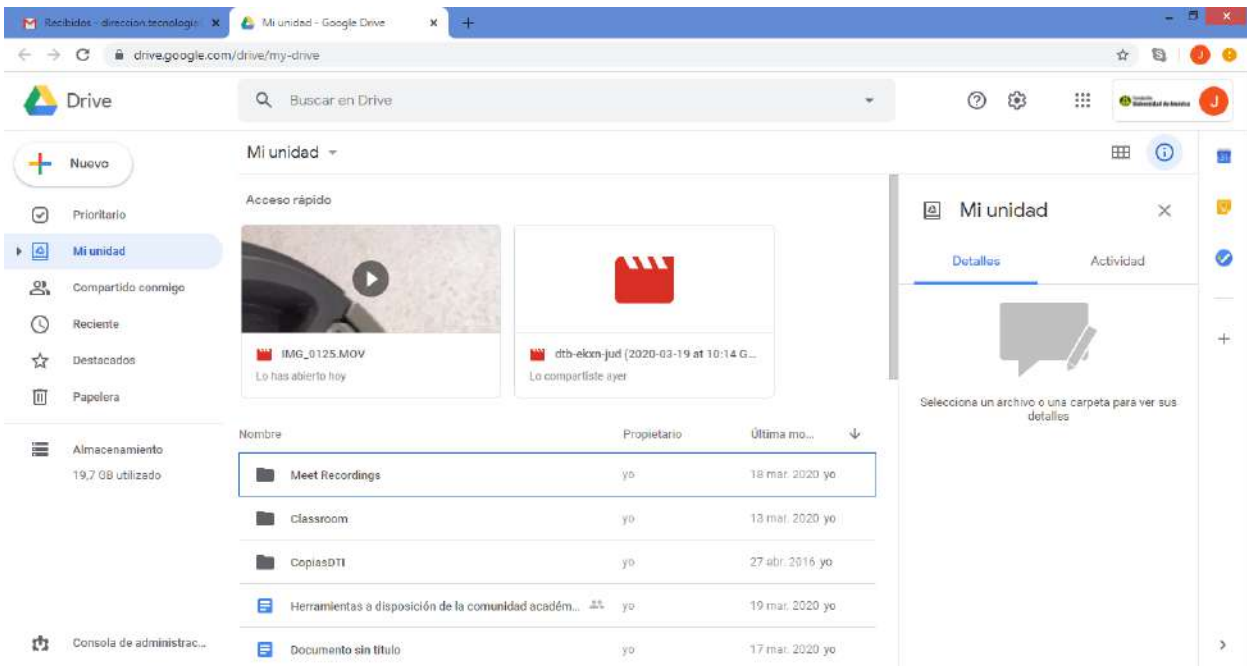 Recibidos - direccion.tecnologia
Mi unidad - Google Drive
drive.google.com/drive/my-drive
J
Drive
Buscar en Drive
Fundación
Universidad de América
J
Nuevo
Mi unidad
Prioritario
Mi unidad
Compartido conmigo
Reciente
Destacados
Papelera
Almacenamiento
19,7 GB utilizado
Consola de administrac...
Acceso rápido
IMG_0125.MOV
Lo has abierto hoy
dtb-ekxn-jud (2020-03-19 at 10:14 G...
Lo compartiste ayer
Nombre Propietario Última mo...
Meet Recordings yo 18 mar. 2020 yo
Classroom yo 13 mar. 2020 yo
CopiasDTI yo 27 abr. 2016 yo
Herramientas a disposición de la comunidad académ... yo 19 mar. 2020 yo
Documento sin título yo 17 mar. 2020 yo
Mi unidad
Detalles Actividad
Selecciona un archivo o una carpeta para ver sus
detalles
31